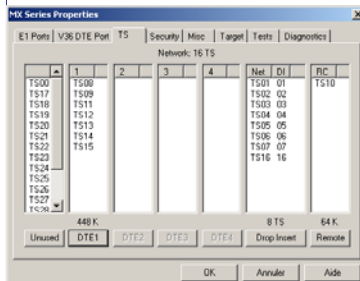 MX Series Properties
E1 Ports V36 DTE Port TS Security Misc Target Tests Diagnostics
Network: 16 TS
1 2 3 4 Net DI RC
TS00 TS08 TS01 01 TS10
TS17 TS09 TS02 02
TS18 TS11 TS03 03
TS19 TS12 TS04 04
TS20 TS13 TS05 05
TS21 TS14 TS06 06
TS22 TS15 TS07 07
TS23 TS16 16
TS24
TS25
TS26
TS27
TS28
448 K 8 TS 64 K
Unused DTE1 DTE2 DTE3 DTE4 Drop Insert Remote
OK Annuler Aide